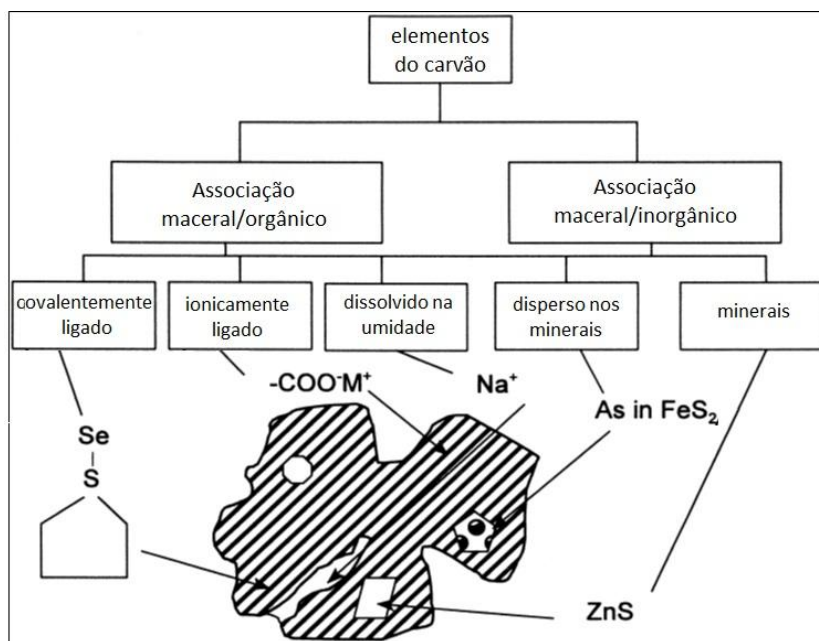 elementos
do carvão
Associação
maceral/orgânico
Associação
maceral/inorgânico
covalentemente
ligado
ionicamente
ligado
dissolvido na
umidade
disperso nos
minerais
minerais
-COO⁻M⁺
Na⁺
As in FeS₂
Se
S
ZnS